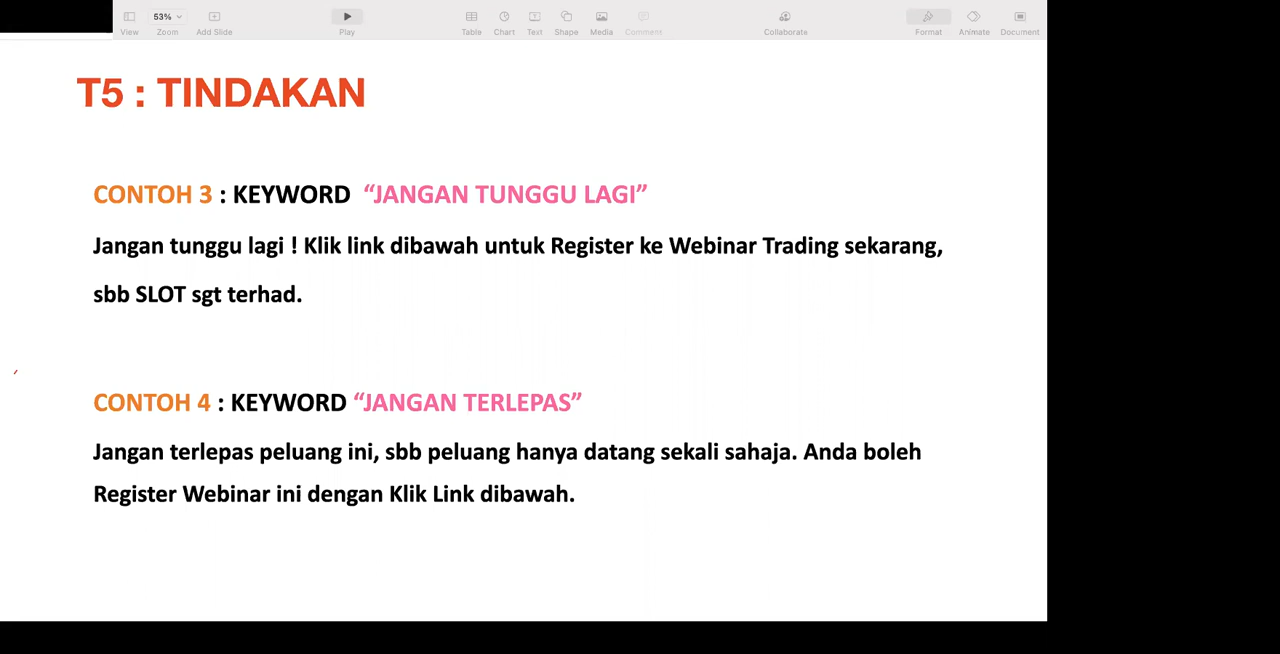 53%
View Zoom Add Slide Play Table Chart Text Shape Media Comment Collaborate Format Animate Document
T5 : TINDAKAN
CONTOH 3 : KEYWORD “JANGAN TUNGGU LAGI”
Jangan tunggu lagi ! Klik link dibawah untuk Register ke Webinar Trading sekarang,
sbb SLOT sgt terhad.
CONTOH 4 : KEYWORD “JANGAN TERLEPAS”
Jangan terlepas peluang ini, sbb peluang hanya datang sekali sahaja. Anda boleh
Register Webinar ini dengan Klik Link dibawah.